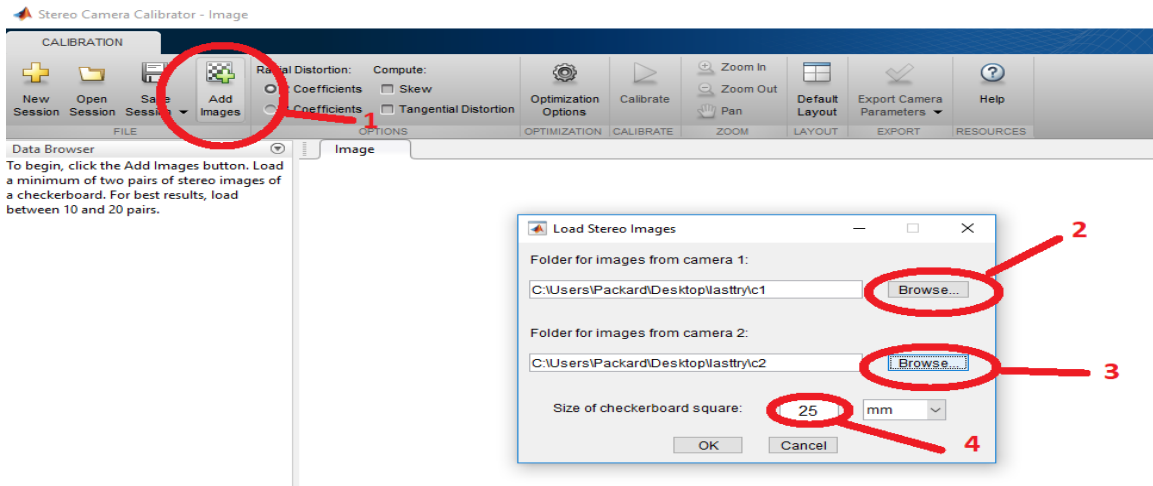 Stereo Camera Calibrator - Image
CALIBRATION
New Session
Open Session
Save Session
Add Images
FILE
Radial Distortion:
Coefficients
Coefficients
Compute:
Skew
Tangential Distortion
OPTIONS
Optimization Options
OPTIMIZATION
Calibrate
CALIBRATE
Zoom In
Zoom Out
Pan
ZOOM
Default Layout
LAYOUT
Export Camera Parameters
EXPORT
Help
RESOURCES
1
Data Browser
To begin, click the Add Images button. Load
a minimum of two pairs of stereo images of
a checkerboard. For best results, load
between 10 and 20 pairs.
Image
Load Stereo Images
2
Folder for images from camera 1:
C:\Users\Packard\Desktop\lasttry\c1
Browse...
Folder for images from camera 2:
C:\Users\Packard\Desktop\lasttry\c2
Browse...
3
Size of checkerboard square:
25
mm
4
OK
Cancel